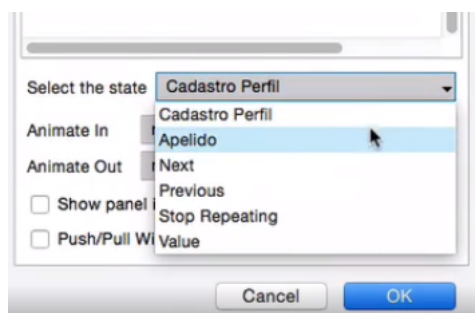 Select the state Cadastro Perfil
Cadastro Perfil
Animate In
Apelido
Animate Out
Next
Previous
Show panel
Stop Repeating
Push/Pull Wi
Value
Cancel OK